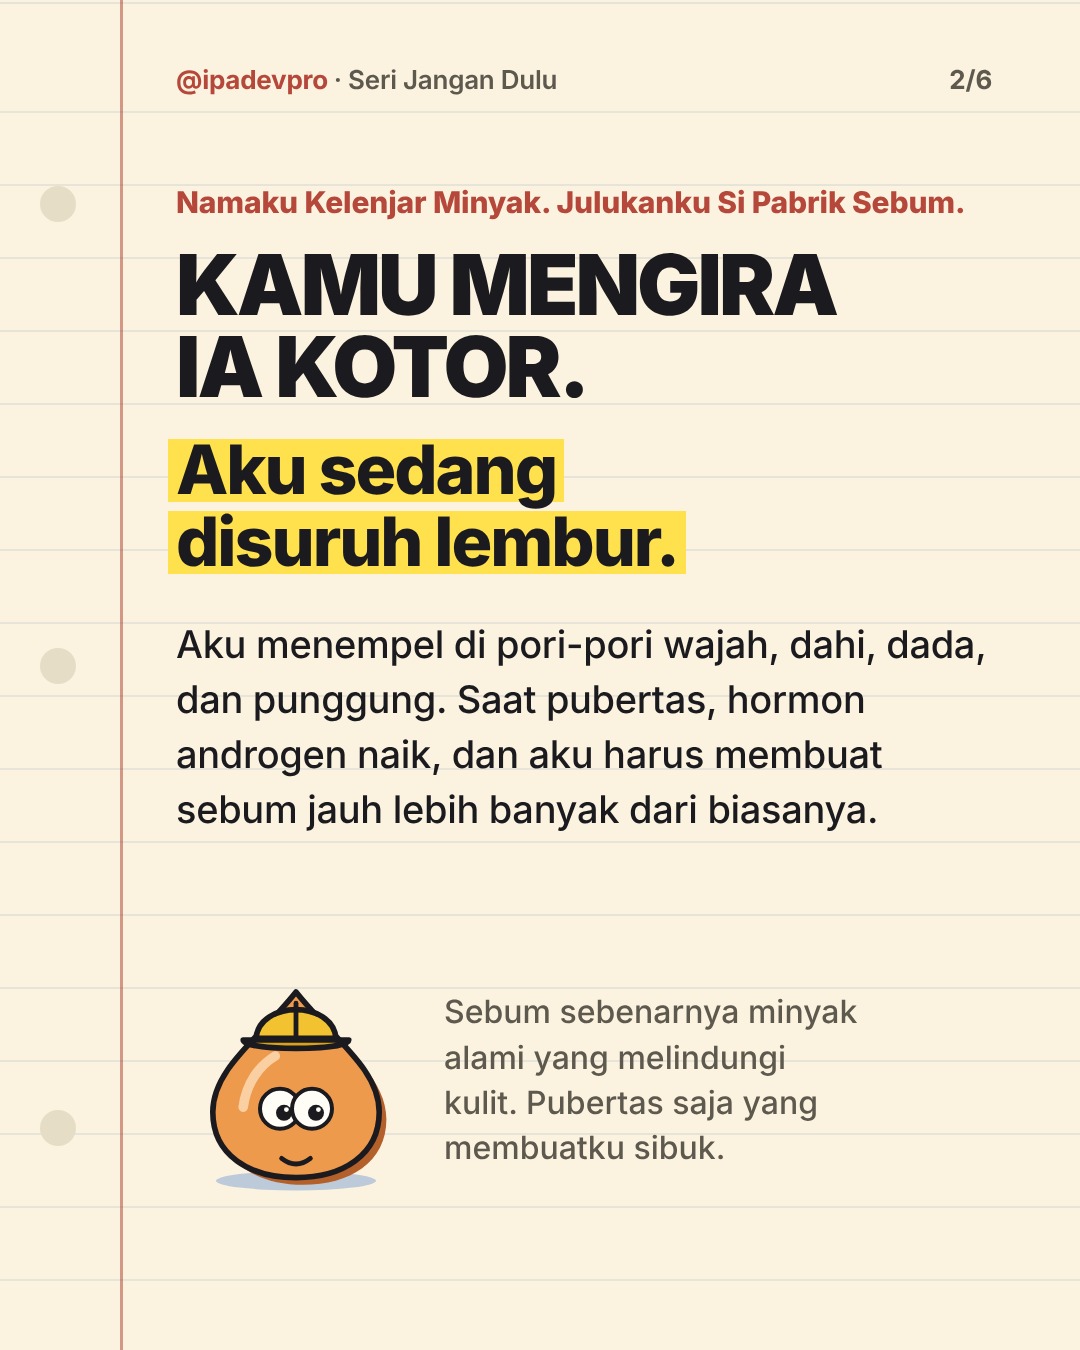 @ipadevpro · Seri Jangan Dulu 2/6
Namaku Kelenjar Minyak. Julukanku Si Pabrik Sebum.
KAMU MENGIRA
IA KOTOR.
Aku sedang
disuruh lembur.
Aku menempel di pori-pori wajah, dahi, dada,
dan punggung. Saat pubertas, hormon
androgen naik, dan aku harus membuat
sebum jauh lebih banyak dari biasanya.
Sebum sebenarnya minyak
alami yang melindungi
kulit. Pubertas saja yang
membuatku sibuk.